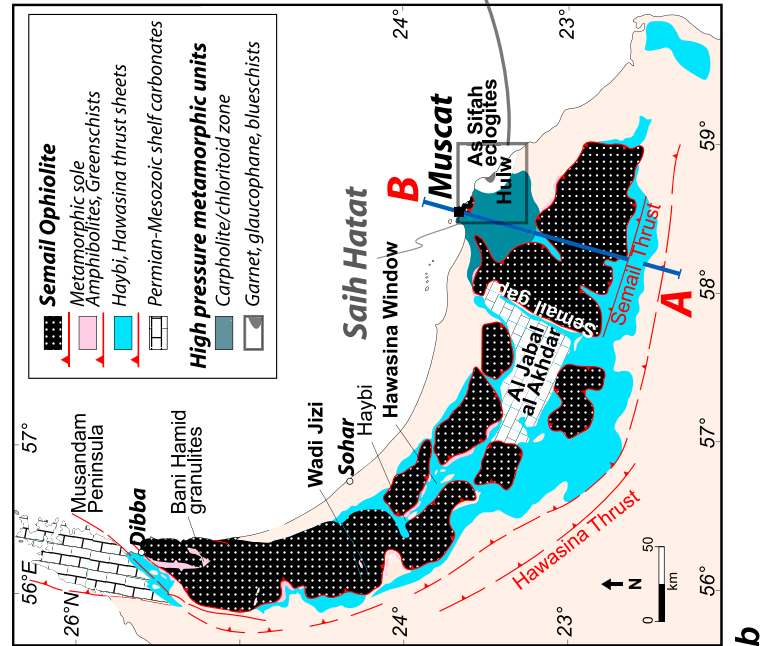 24°
23°
Semail Ophiolite
Metamorphic sole
Amphibolites, Greenschists
Haybi, Hawasina thrust sheets
Permian-Mesozoic shelf carbonates
High pressure metamorphic units
Carpholite/chloritoid zone
Garnet, glaucophane, blueschists
59°
58°
57°
56°
57°
56°E
26°N
24°
23°
Muscat
As Sifah
eclogites
Hulw
B
A
Saih Hatat
Hawasina Window
Semail gap
Semail Thrust
Al Jabal
al Akhdar
Haybi
Sohar
Wadi Jizi
Musandam
Peninsula
Bani Hamid
granulites
Dibba
Hawasina Thrust
N
0
50
km
b